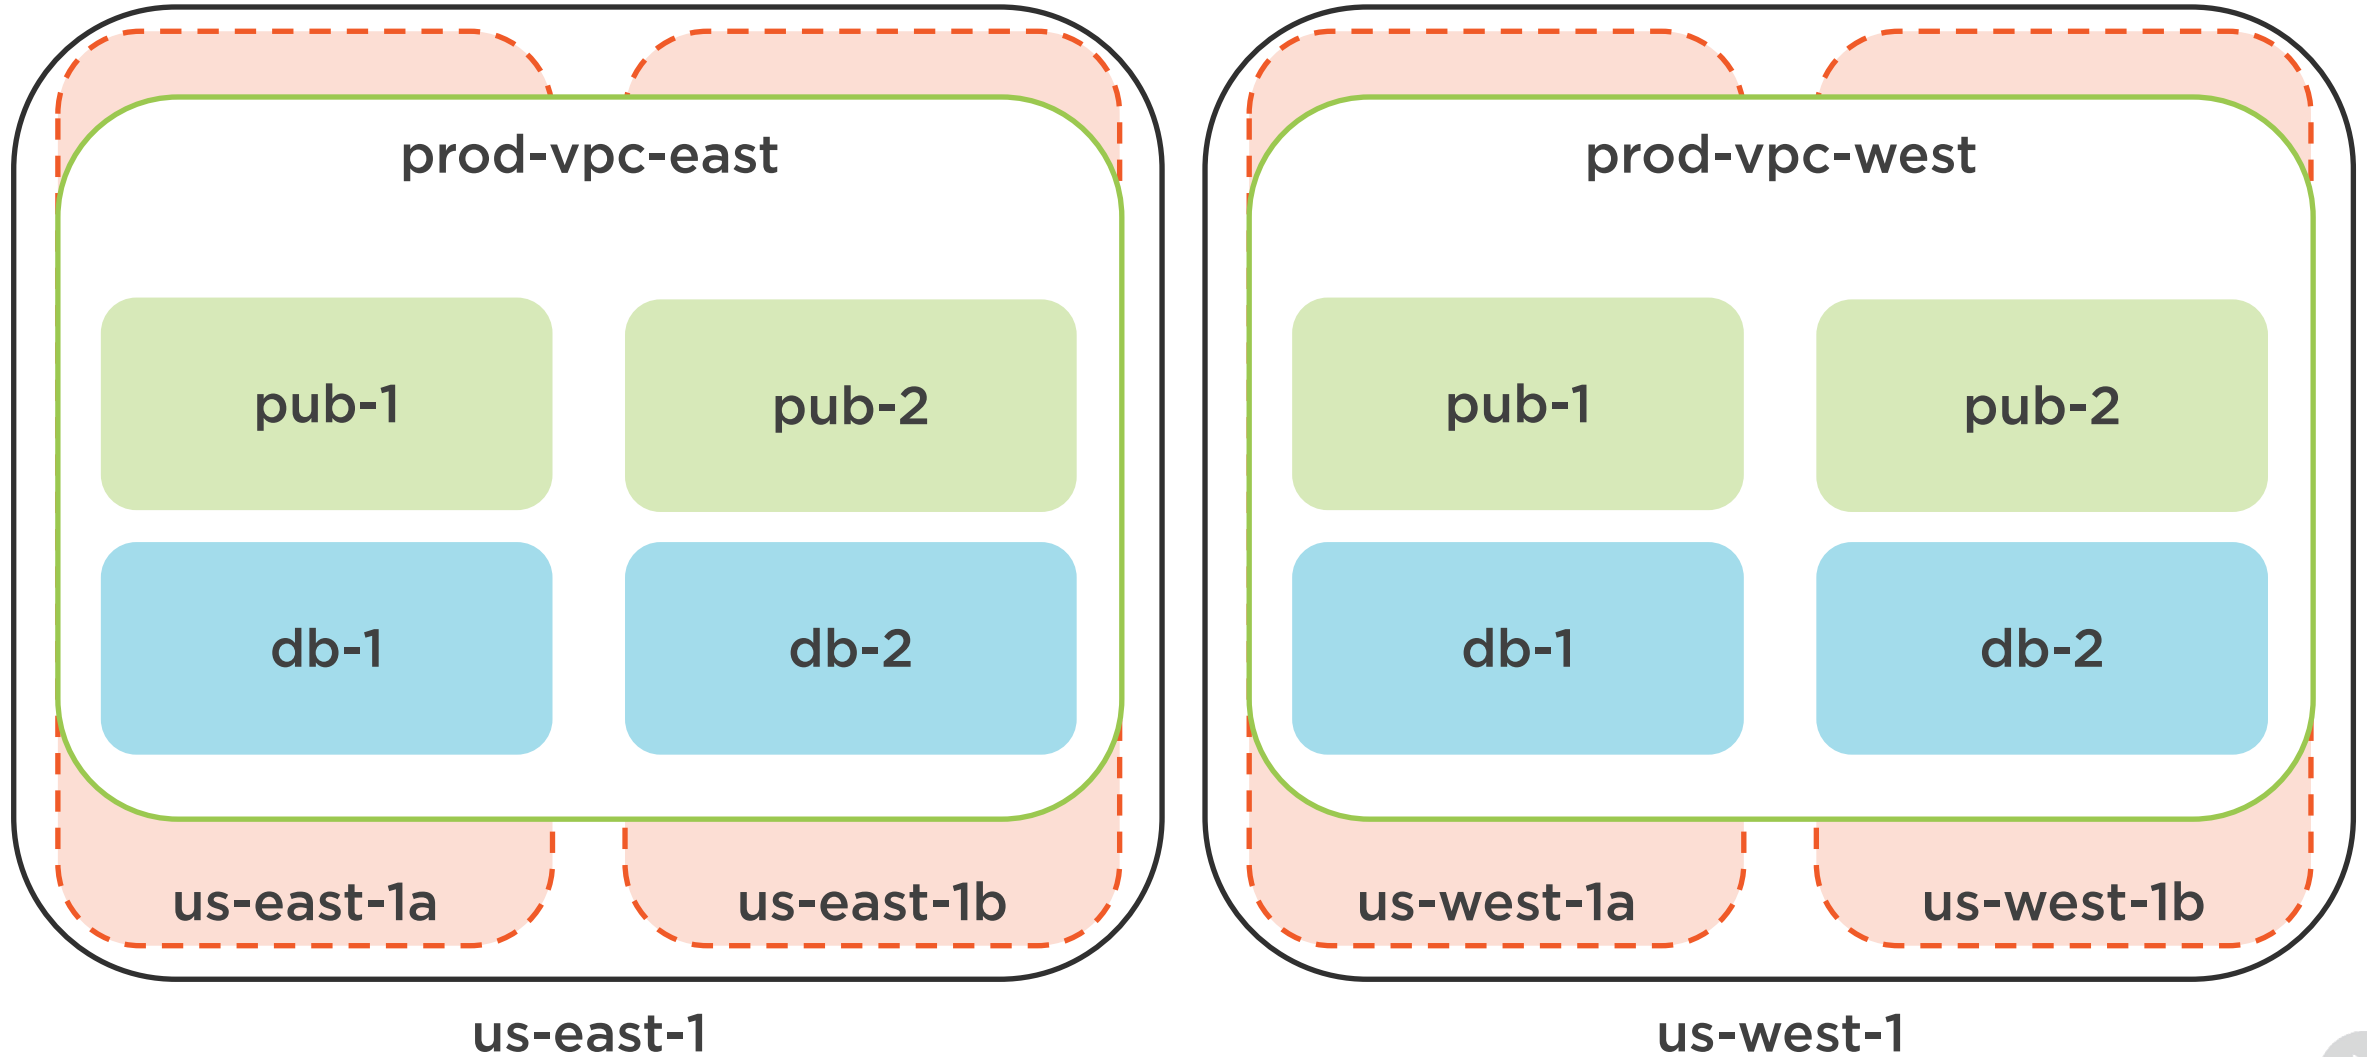 prod-vpc-east
pub-1
pub-2
db-1
db-2
us-east-1a
us-east-1b
us-east-1
prod-vpc-west
pub-1
pub-2
db-1
db-2
us-west-1a
us-west-1b
us-west-1